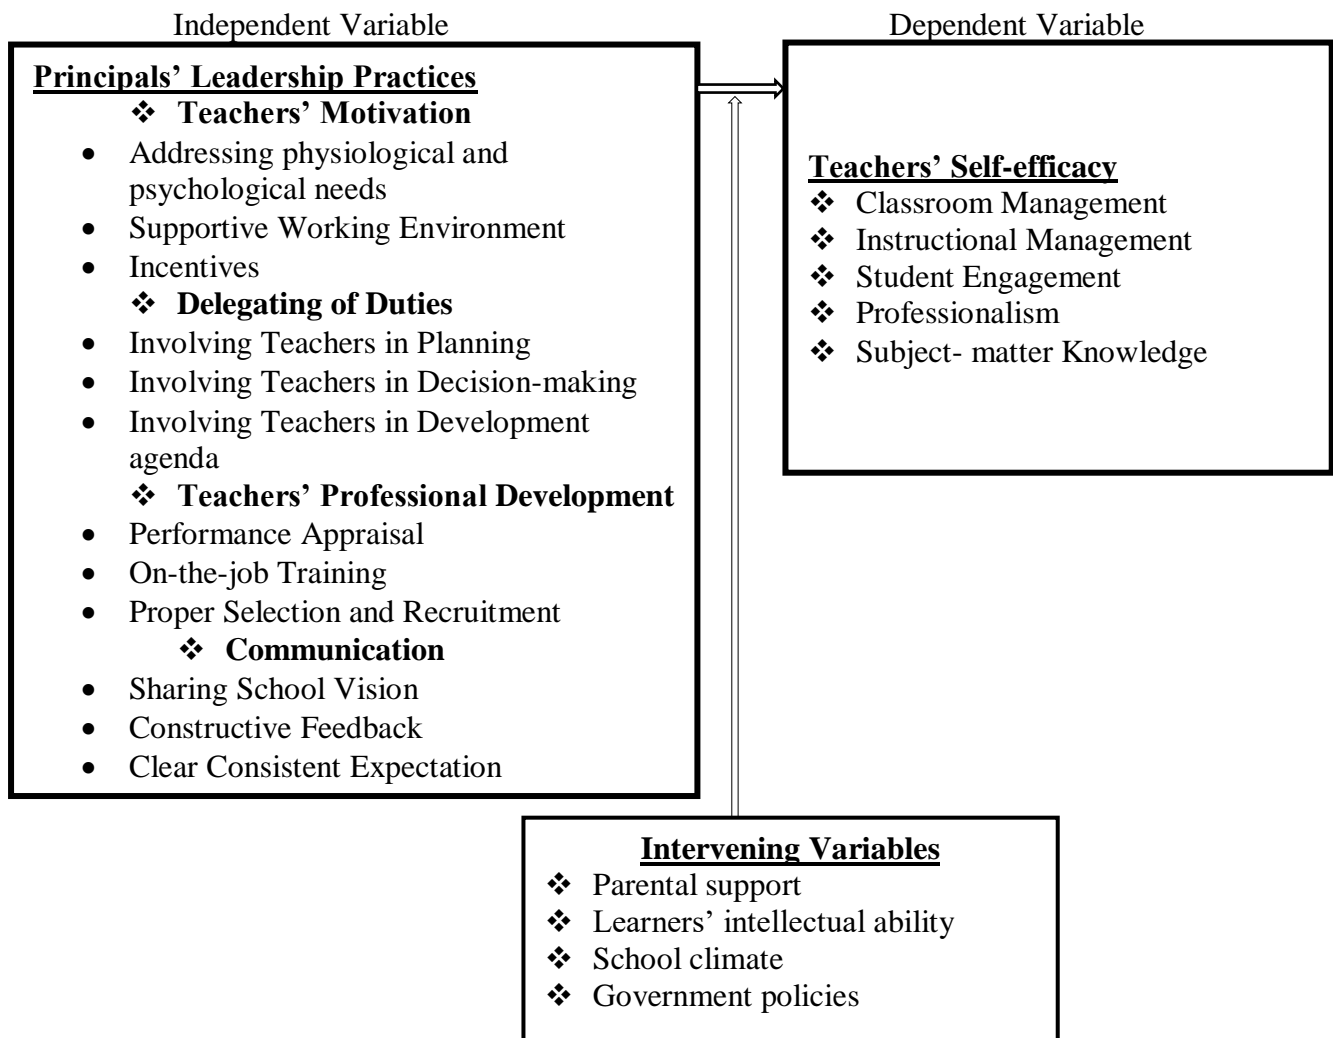 Independent Variable
Principals’ Leadership Practices
❖ Teachers’ Motivation
• Addressing physiological and
psychological needs
• Supportive Working Environment
• Incentives
❖ Delegating of Duties
• Involving Teachers in Planning
• Involving Teachers in Decision-making
• Involving Teachers in Development
agenda
❖ Teachers’ Professional Development
• Performance Appraisal
• On-the-job Training
• Proper Selection and Recruitment
❖ Communication
• Sharing School Vision
• Constructive Feedback
• Clear Consistent Expectation
Dependent Variable
Teachers’ Self-efficacy
❖ Classroom Management
❖ Instructional Management
❖ Student Engagement
❖ Professionalism
❖ Subject- matter Knowledge
Intervening Variables
❖ Parental support
❖ Learners’ intellectual ability
❖ School climate
❖ Government policies